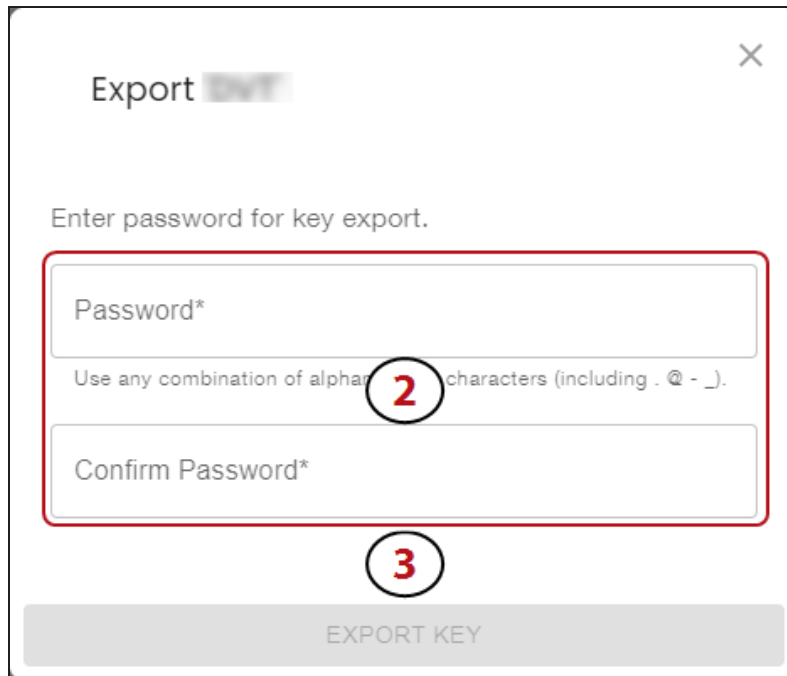 Export
Enter password for key export.
Password*
Use any combination of characters (including . @ - _).
2
Confirm Password*
3
EXPORT KEY